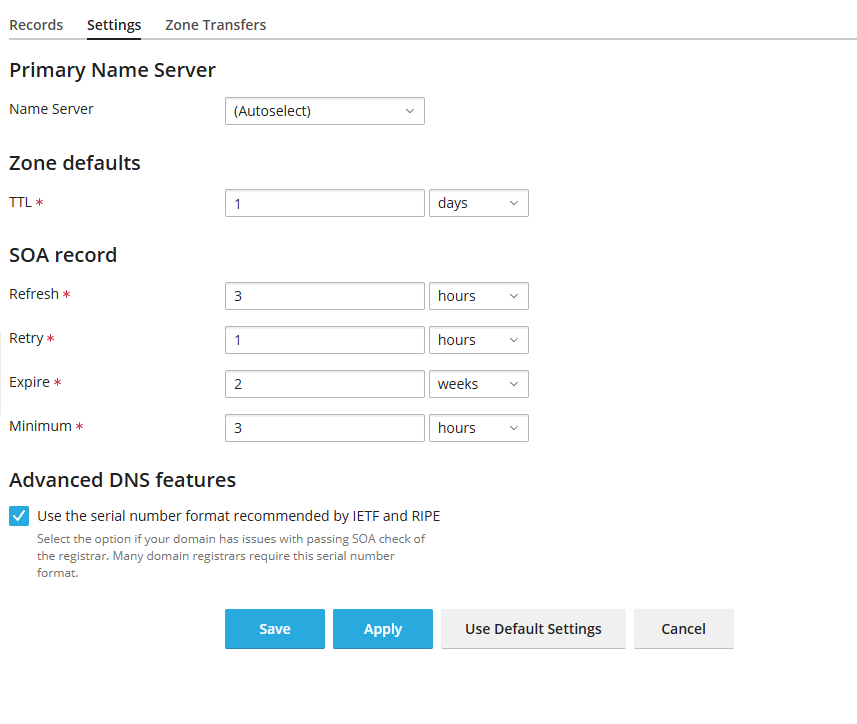 Records Settings Zone Transfers
Primary Name Server
Name Server (Autoselect)
Zone defaults
TTL * 1 days
SOA record
Refresh * 3 hours
Retry * 1 hours
Expire * 2 weeks
Minimum * 3 hours
Advanced DNS features
Use the serial number format recommended by IETF and RIPE
Select the option if your domain has issues with passing SOA check of
the registrar. Many domain registrars require this serial number
format.
Save Apply Use Default Settings Cancel